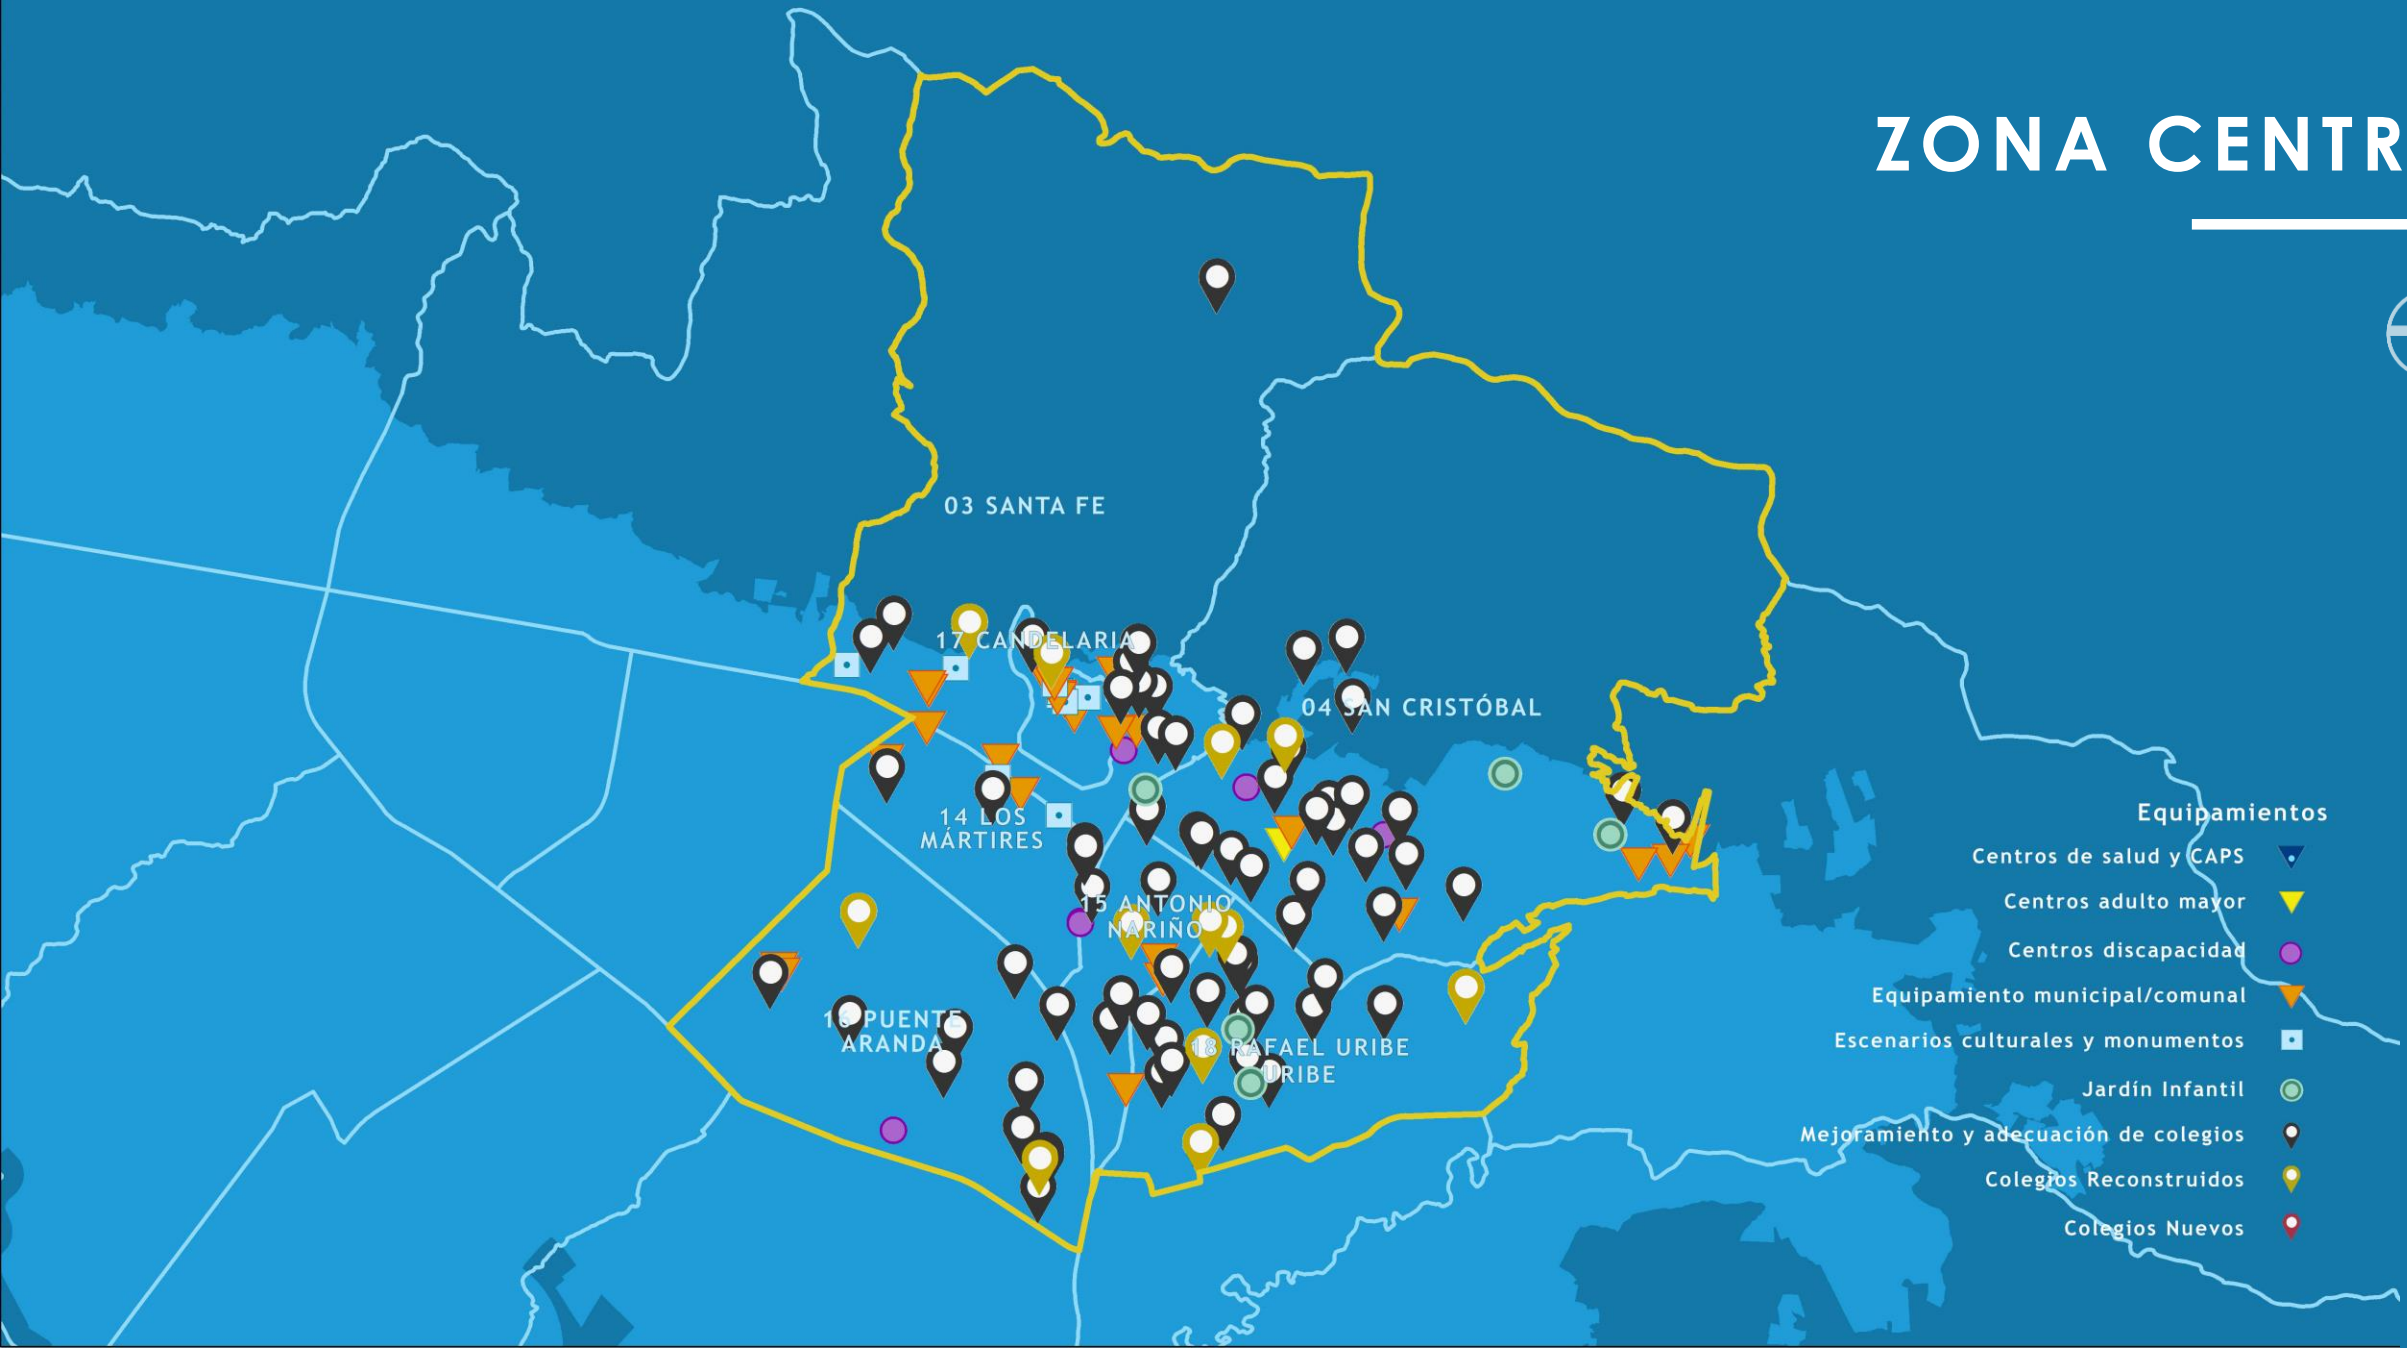 ZONA CENTR
03 SANTA FE
17 CANDELARIA
04 SAN CRISTÓBAL
14 LOS
MÁRTIRES
15 ANTONIO
NARIÑO
16 PUENTE
ARANDA
18 RAFAEL URIBE
URIBE
Equipamientos
Centros de salud y CAPS
Centros adulto mayor
Centros discapacidad
Equipamiento municipal/comunal
Escenarios culturales y monumentos
Jardín Infantil
Mejoramiento y adecuación de colegios
Colegios Reconstruidos
Colegios Nuevos